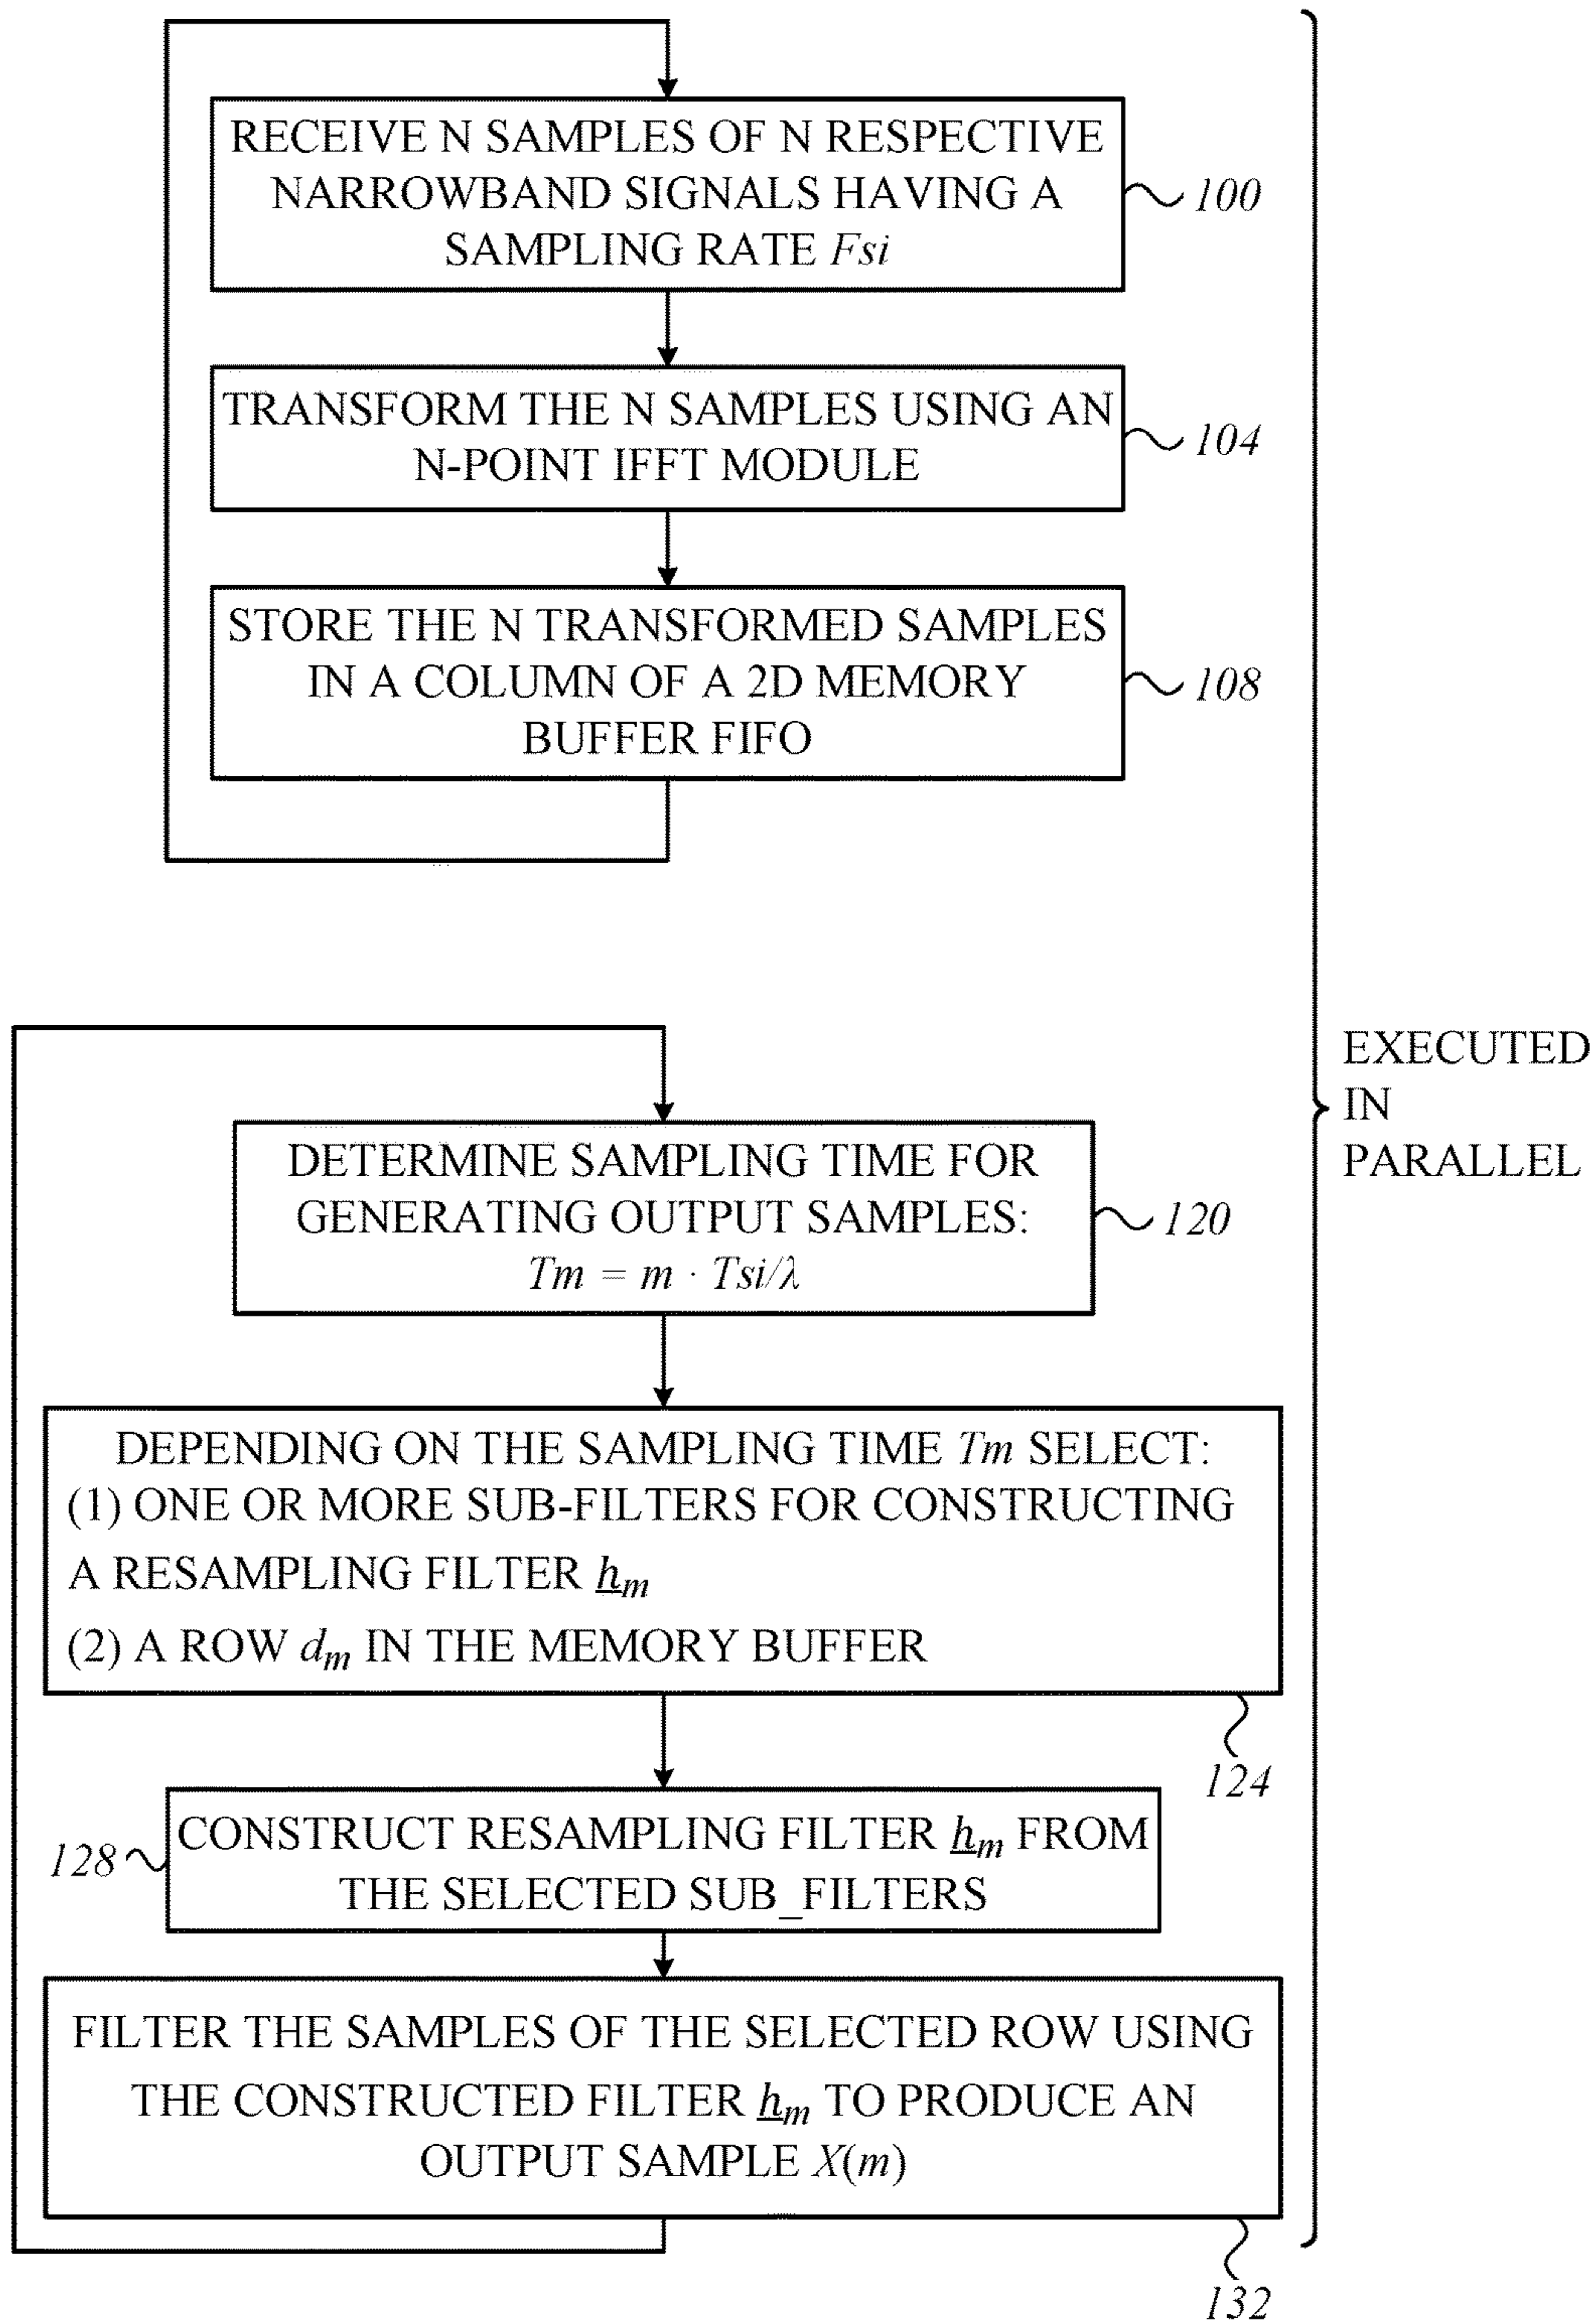 RECEIVE N SAMPLES OF N RESPECTIVE
NARROWBAND SIGNALS HAVING A
SAMPLING RATE Fsi
100
TRANSFORM THE N SAMPLES USING AN
N-POINT IFFT MODULE
104
STORE THE N TRANSFORMED SAMPLES
IN A COLUMN OF A 2D MEMORY
BUFFER FIFO
108
EXECUTED
IN
PARALLEL
DETERMINE SAMPLING TIME FOR
GENERATING OUTPUT SAMPLES:
Tm = m · Tsi/λ
120
DEPENDING ON THE SAMPLING TIME Tm SELECT:
(1) ONE OR MORE SUB-FILTERS FOR CONSTRUCTING
A RESAMPLING FILTER h_m
(2) A ROW d_m IN THE MEMORY BUFFER
124
CONSTRUCT RESAMPLING FILTER h_m FROM
THE SELECTED SUB_FILTERS
128
FILTER THE SAMPLES OF THE SELECTED ROW USING
THE CONSTRUCTED FILTER h_m TO PRODUCE AN
OUTPUT SAMPLE X(m)
132